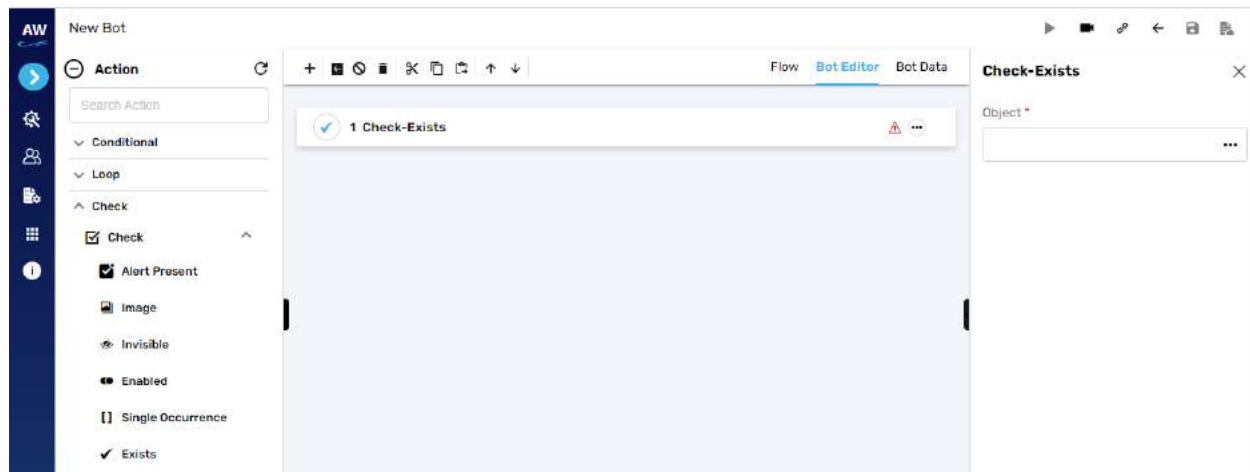 AW
New Bot
Action
Search Action
Conditional
Loop
Check
Check
Alert Present
Image
Invisible
Enabled
[] Single Occurrence
Exists
Flow Bot Editor Bot Data
1 Check-Exists
Check-Exists
Object *